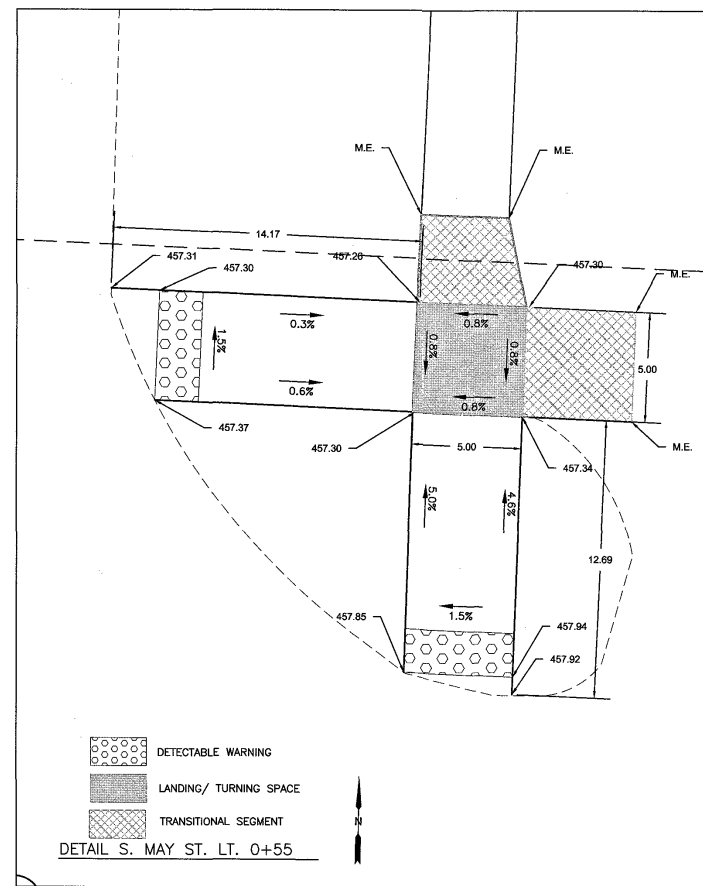 M.E.
M.E.
14.17
457.31
457.30
457.20
457.30
M.E.
0.3%
0.8%
1.5%
0.8%
0.8%
5.00
0.6%
0.8%
457.37
457.30
5.00
457.34
M.E.
5.0%
4.6%
12.69
457.85
1.5%
457.94
457.92
DETECTABLE WARNING
LANDING/ TURNING SPACE
TRANSITIONAL SEGMENT
N
DETAIL S. MAY ST. LT. 0+55